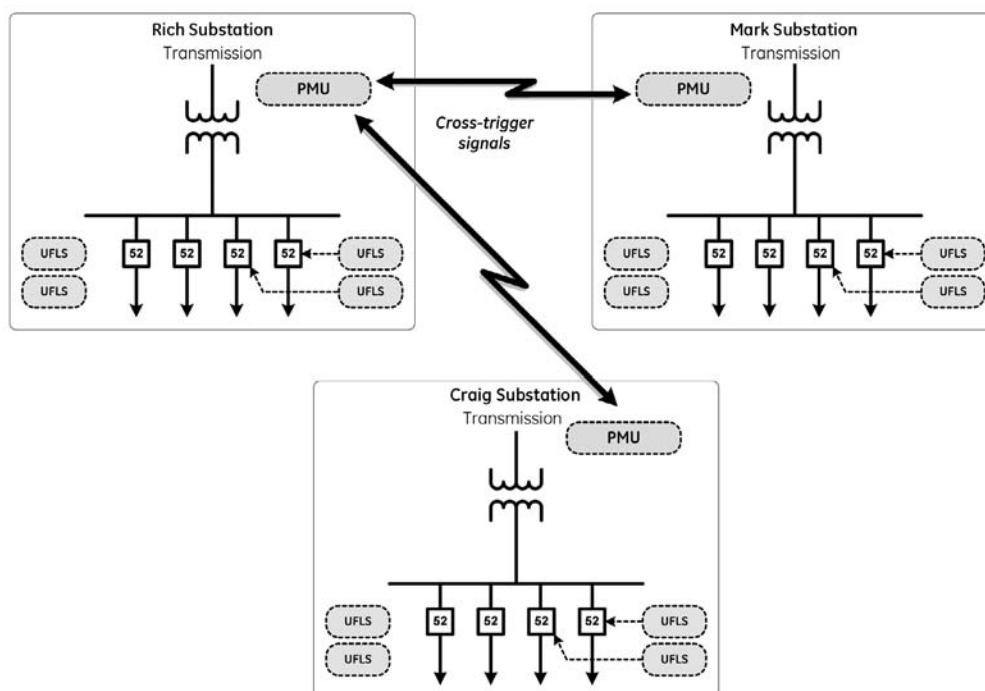 Rich Substation
Transmission
PMU
52
52
52
52
UFLS
UFLS
UFLS
UFLS
Cross-trigger
signals
Mark Substation
Transmission
PMU
52
52
52
52
UFLS
UFLS
UFLS
UFLS
Craig Substation
Transmission
PMU
52
52
52
52
UFLS
UFLS
UFLS
UFLS